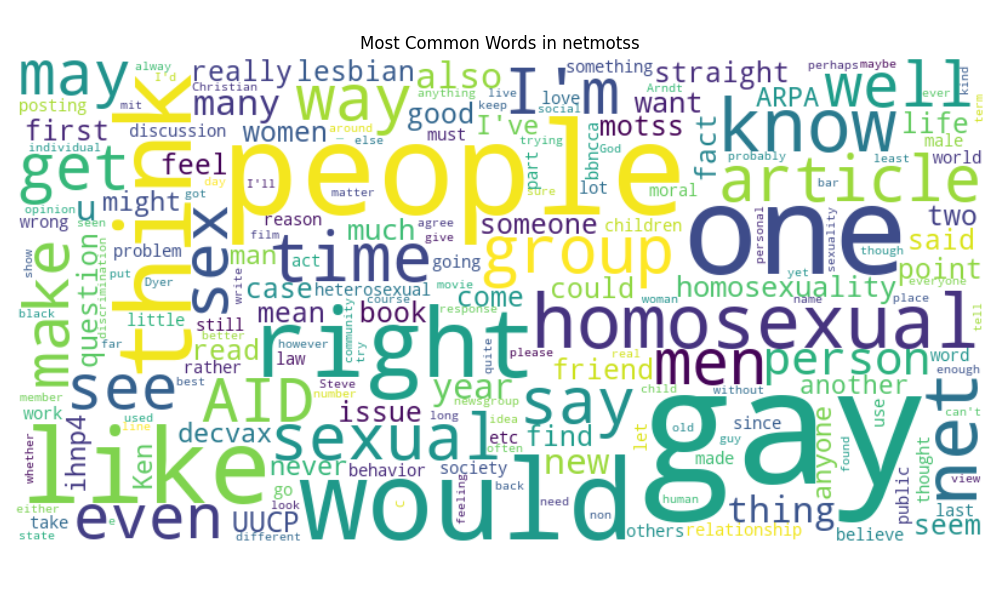 Most Common Words in netmotss
may alway I'd really lesbian also I'm something straight perhaps maybe well kind
Christian many way anything live good keep love social Arndt want ARPA ever term
posting mit think discussion women around else I've trying motss know life male
first individual feel must people part bbncca God fact probably least world
get u might day got I'll matter sure lot moral article bar
opinion seen wrong sex reason film much agree give someone children one personal sexuality though two
show problem man act time going group could yet said point everyone
make question discrimination put Dyer write case heterosexual movie come homosexuality
black little still mean book course response woman name place tell
far better read rather law however right community try quite please homosexual men person word enough
see best AID Steve number year newsgroup friend real child without another
member work used line decvax issue long idea say find let old guy since use can't net
whether like ihnp4 Ken never sexual etc often new made gay anyone found thought
either go behavior society back feeling human public view
take even e UUCP look different c would need non others relationship thing believe seem last
state